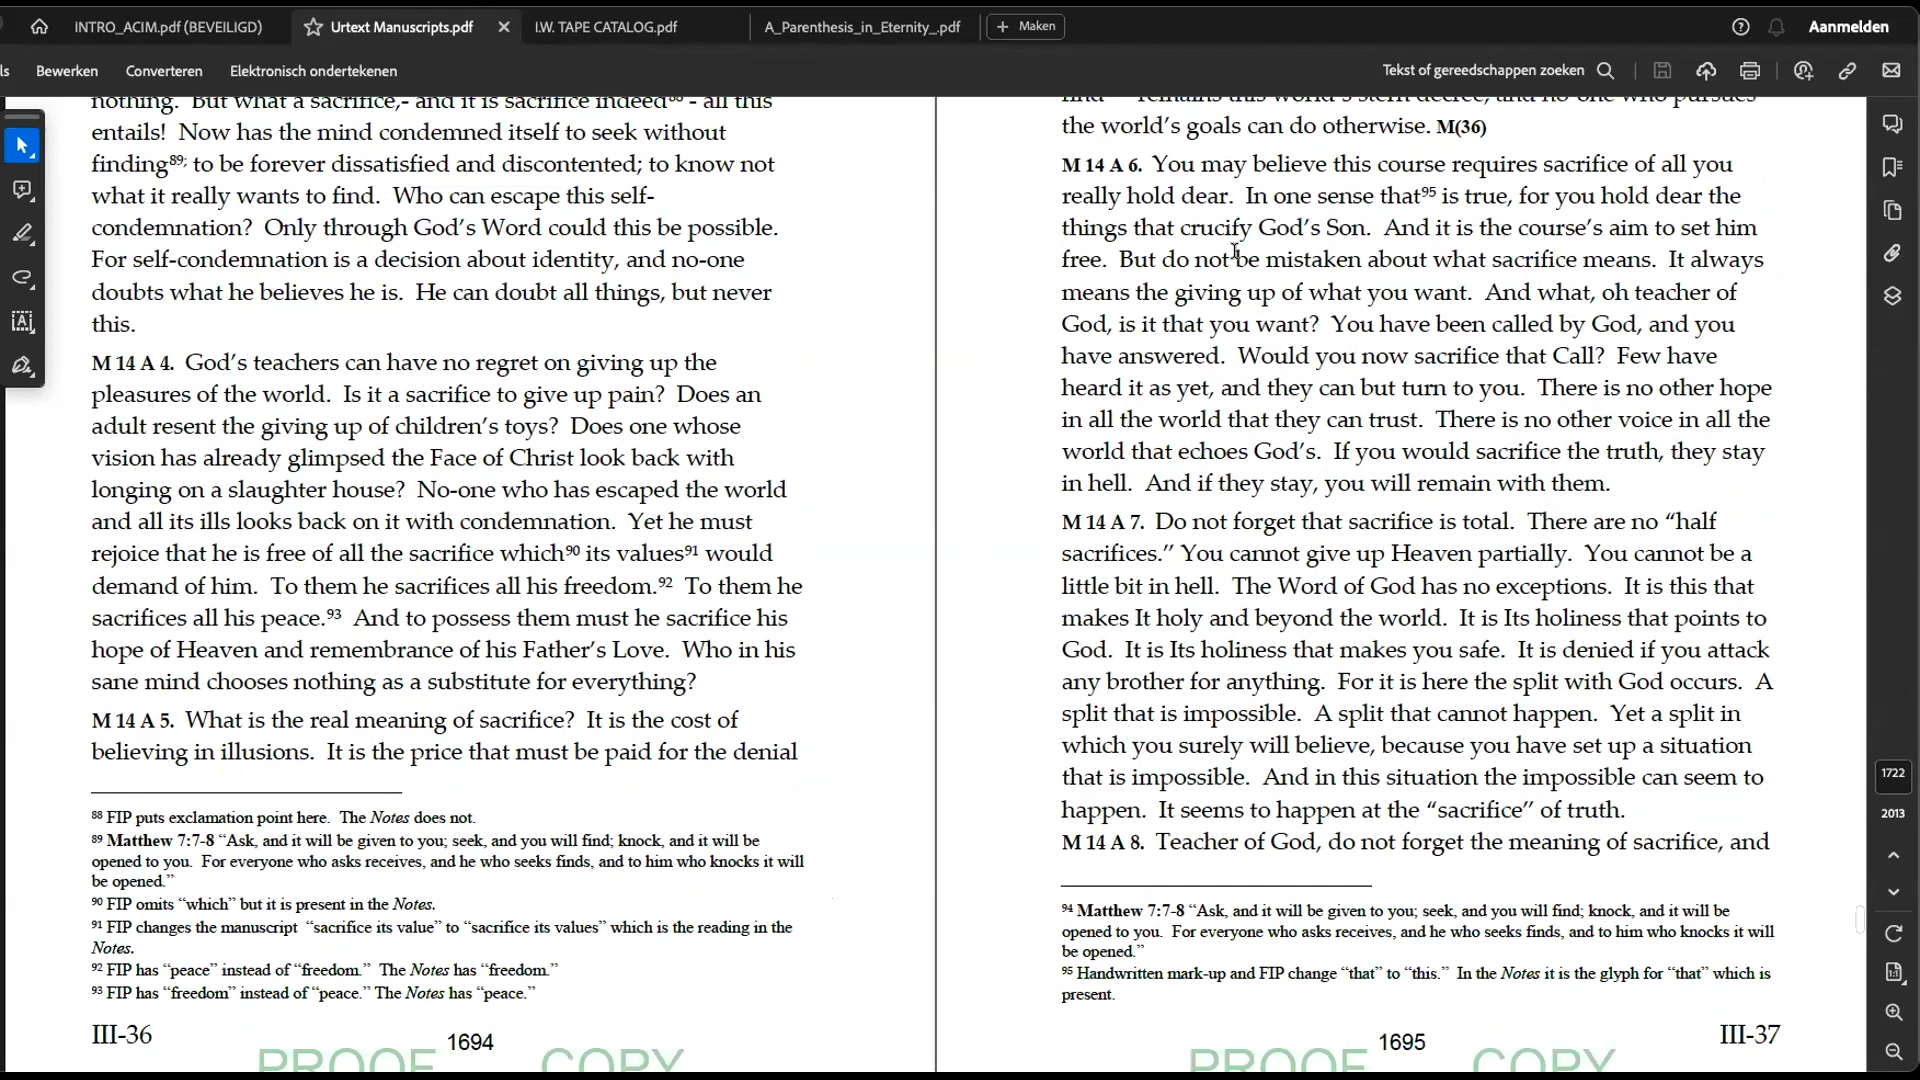 INTRO_ACIM.pdf (BEVEILIGD)
Urtext Manuscripts.pdf
I.W. TAPE CATALOG.pdf
A_Parenthesis_in_Eternity_.pdf
Maken
Aanmelden
ls
Bewerken
Converteren
Elektronisch ondertekenen
Tekst of gereedschappen zoeken
nothing. But what a sacrifice,- and it is sacrifice indeed⁸⁸ - all this
entails! Now has the mind condemned itself to seek without
finding⁸⁹; to be forever dissatisfied and discontented; to know not
what it really wants to find. Who can escape this self-
condemnation? Only through God's Word could this be possible.
For self-condemnation is a decision about identity, and no-one
doubts what he believes he is. He can doubt all things, but never
this.
M 14 A 4. God's teachers can have no regret on giving up the
pleasures of the world. Is it a sacrifice to give up pain? Does an
adult resent the giving up of children's toys? Does one whose
vision has already glimpsed the Face of Christ look back with
longing on a slaughter house? No-one who has escaped the world
and all its ills looks back on it with condemnation. Yet he must
rejoice that he is free of all the sacrifice which⁹⁰ its values⁹¹ would
demand of him. To them he sacrifices all his freedom.⁹² To them he
sacrifices all his peace.⁹³ And to possess them must he sacrifice his
hope of Heaven and remembrance of his Father's Love. Who in his
sane mind chooses nothing as a substitute for everything?
M 14 A 5. What is the real meaning of sacrifice? It is the cost of
believing in illusions. It is the price that must be paid for the denial
⁸⁸ FIP puts exclamation point here. The Notes does not.
⁸⁹ Matthew 7:7-8 “Ask, and it will be given to you; seek, and you will find; knock, and it will be
opened to you. For everyone who asks receives, and he who seeks finds, and to him who knocks it will
be opened.”
⁹⁰ FIP omits “which” but it is present in the Notes.
⁹¹ FIP changes the manuscript “sacrifice its value” to “sacrifice its values” which is the reading in the
Notes.
⁹² FIP has “peace” instead of “freedom.” The Notes has “freedom.”
⁹³ FIP has “freedom” instead of “peace.” The Notes has “peace.”
III-36
1694
PROOF COPY
find⁹⁴ remains this world's stern decree, and no-one who pursues
the world's goals can do otherwise. M(36)
M 14 A 6. You may believe this course requires sacrifice of all you
really hold dear. In one sense that⁹⁵ is true, for you hold dear the
things that crucify God's Son. And it is the course's aim to set him
free. But do not be mistaken about what sacrifice means. It always
means the giving up of what you want. And what, oh teacher of
God, is it that you want? You have been called by God, and you
have answered. Would you now sacrifice that Call? Few have
heard it as yet, and they can but turn to you. There is no other hope
in all the world that they can trust. There is no other voice in all the
world that echoes God's. If you would sacrifice the truth, they stay
in hell. And if they stay, you will remain with them.
M 14 A 7. Do not forget that sacrifice is total. There are no “half
sacrifices.” You cannot give up Heaven partially. You cannot be a
little bit in hell. The Word of God has no exceptions. It is this that
makes It holy and beyond the world. It is Its holiness that points to
God. It is Its holiness that makes you safe. It is denied if you attack
any brother for anything. For it is here the split with God occurs. A
split that is impossible. A split that cannot happen. Yet a split in
which you surely will believe, because you have set up a situation
that is impossible. And in this situation the impossible can seem to
happen. It seems to happen at the “sacrifice” of truth.
M 14 A 8. Teacher of God, do not forget the meaning of sacrifice, and
⁹⁴ Matthew 7:7-8 “Ask, and it will be given to you; seek, and you will find; knock, and it will be
opened to you. For everyone who asks receives, and he who seeks finds, and to him who knocks it will
be opened.”
⁹⁵ Handwritten mark-up and FIP change “that” to “this.” In the Notes it is the glyph for “that” which is
present.
1695
III-37
PROOF COPY
1722
2013